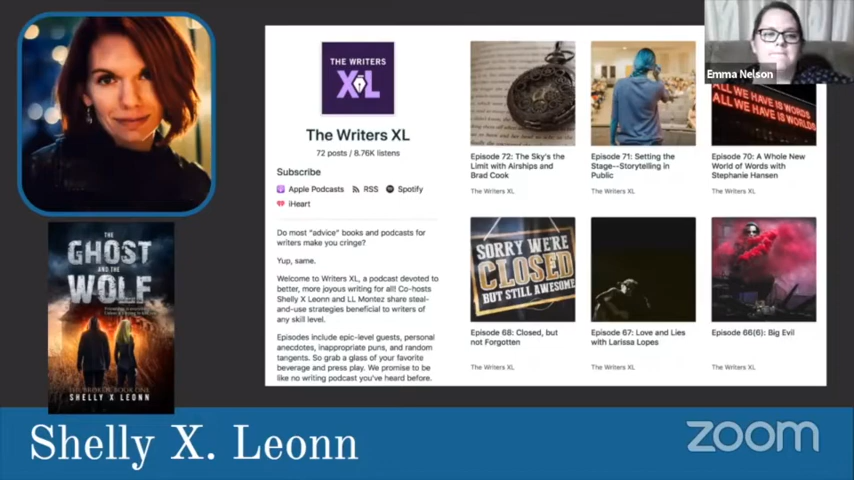 THE WRITERS
XL
The Writers XL
72 posts / 8.76K listens
Subscribe
Apple Podcasts RSS Spotify
iHeart
Do most "advice" books and podcasts for
writers make you cringe?
Yup, same.
Welcome to Writers XL, a podcast devoted to
better, more joyous writing for all! Co-hosts
Shelly X Leonn and LL Montez share steal-
and-use strategies beneficial to writers of
any skill level.
Episodes include epic-level guests, personal
anecdotes, inappropriate puns, and random
tangents. So grab a glass of your favorite
beverage and press play. We promise to be
like no writing podcast you've heard before.
Episode 72: The Sky's the
Limit with Airships and
Brad Cook
The Writers XL
Episode 71: Setting the
Stage--Storytelling in
Public
The Writers XL
Emma Nelson
ALL WE HAVE IS WORDS
ALL WE HAVE IS WORLDS
Episode 70: A Whole New
World of Words with
Stephanie Hansen
The Writers XL
SORRY WE'RE
CLOSED
BUT STILL AWESOME
Episode 68: Closed, but
not Forgotten
The Writers XL
Episode 67: Love and Lies
with Larissa Lopes
The Writers XL
Episode 66(6): Big Evil
The Writers XL
THE
GHOST
AND THE
WOLF
SHELLY X LEONN
Shelly X. Leonn
zoom